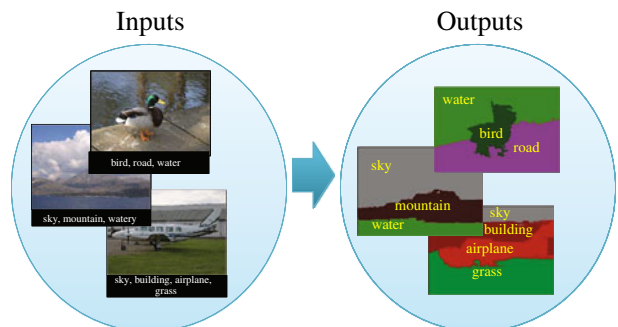 Inputs
Outputs
bird, road, water
sky, mountain, watery
sky, building, airplane,
grass
water
bird
road
sky
mountain
water
sky
building
airplane
grass